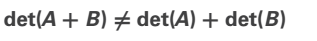 det(A + B) ≠ det(A) + det(B)